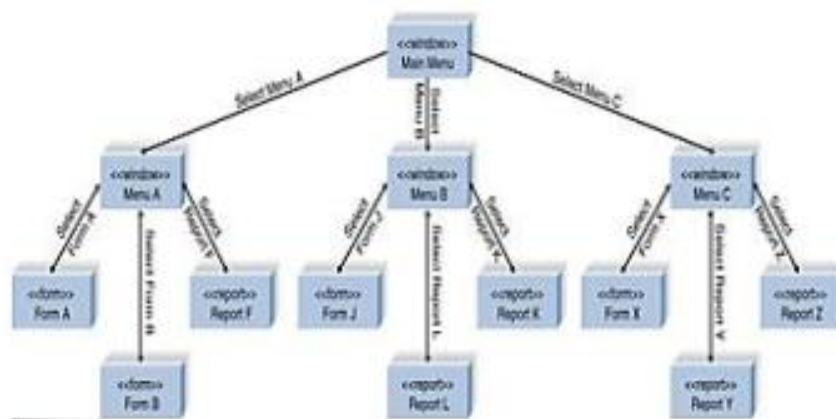 <<window>>
Main Menu
Select Menu A
Select
Menu B
Select Menu C
<<window>>
Menu A
<<window>>
Menu B
<<window>>
Menu C
Select
Form A
Select Form B
Select
Report F
Select
Form J
Select Report L
Select
Report K
Select
Form X
Select Report Y
Select
Report Z
<<form>>
Form A
<<report>>
Report F
<<form>>
Form J
<<report>>
Report K
<<form>>
Form X
<<report>>
Report Z
<<form>>
Form B
<<report>>
Report L
<<report>>
Report Y